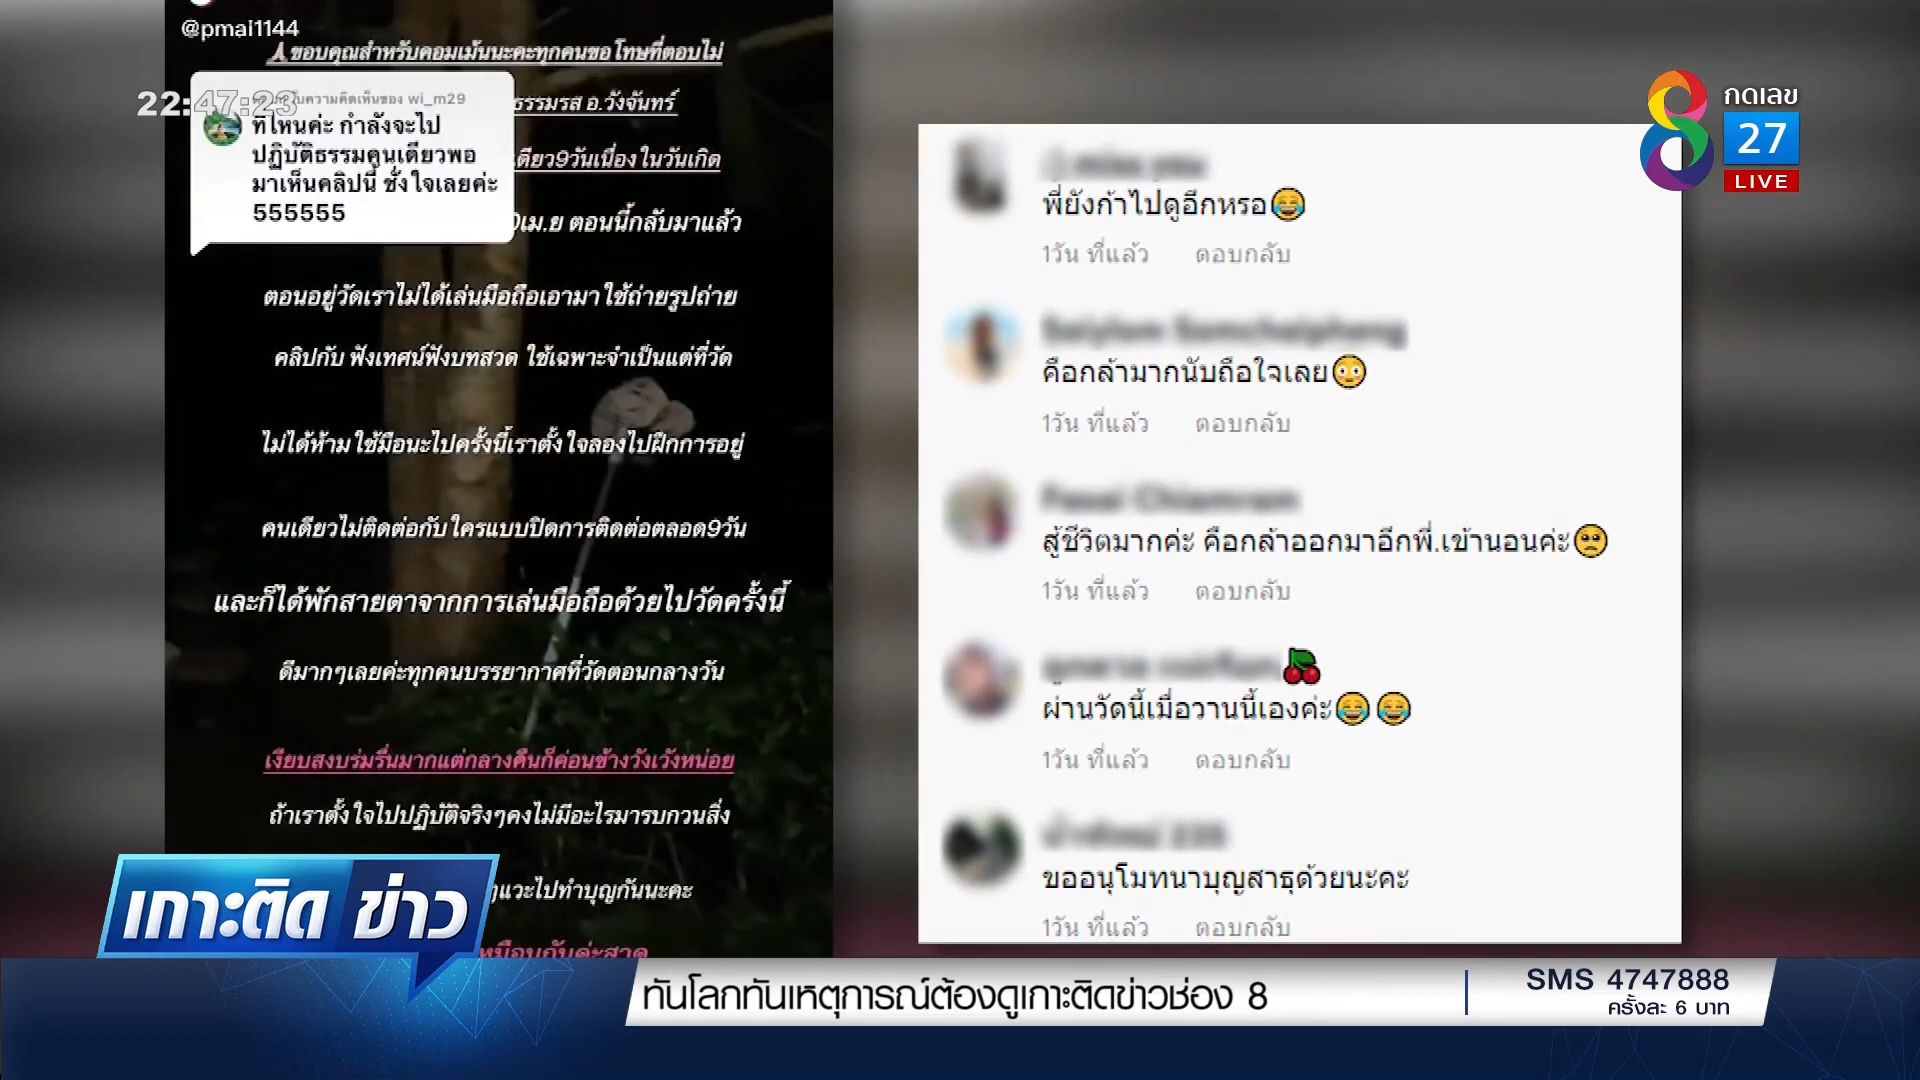 @pmai1144
🙏🏻ขอบคุณสำหรับคอมเม้นนะคะทุกคนขอโทษที่ตอบไม่
22:47:23
ความคิดเห็นของ wi_m29
ที่ไหนค่ะ กำลังจะไป
ปฏิบัติธรรมคนเดียวพอ
มาเห็นคลิปนี้ ชั่งใจเลยค่ะ
555555
ธรรมรส อ.วังจันทร์
เดียว9วันเนื่องในวันเกิด
เม.ย ตอนนี้กลับมาแล้ว
ตอนอยู่วัดเราไม่ได้เล่นมือถือเอามาใช้ถ่ายรูปถ่าย
คลิปกับ ฟังเทศน์ฟังบทสวด ใช้เฉพาะจำเป็นแต่ที่วัด
ไม่ได้ห้ามใช้มือนะไปครั้งนี้เราตั้งใจลองไปฝึกการอยู่
คนเดียวไม่ติดต่อกับใครแบบปิดการติดต่อตลอด9วัน
และก็ได้พักสายตาจากการเล่นมือถือด้วยไปวัดครั้งนี้
ดีมากๆเลยค่ะทุกคนบรรยากาศที่วัดตอนกลางวัน
เงียบสงบร่มรื่นมากแต่กลางคืนก็ค่อนข้างวังเว้งหน่อย
ถ้าเราตั้งใจไปปฏิบัติจริงๆคงไม่มีอะไรมารบกวนสิ่ง
แวะไปทำบุญกันนะคะ
เหมือนกันค่ะสาด
พี่ยังก้าไปดูอีกหรอ😂
1วัน ที่แล้ว ตอบกลับ
คือกล้ามากนับถือใจเลย😳
1วัน ที่แล้ว ตอบกลับ
สู้ชีวิตมากค่ะ คือกล้าออกมาอีกพี่.เข้านอนค่ะ🥺
1วัน ที่แล้ว ตอบกลับ
🍒
ผ่านวัดนี้เมื่อวานนี้เองค่ะ😂😂
1วัน ที่แล้ว ตอบกลับ
ขออนุโมทนาบุญสาธุด้วยนะคะ
1วัน ที่แล้ว ตอบกลับ
8
กดเลข
27
LIVE
เกาะติด ข่าว
ทันโลกทันเหตุการณ์ต้องดูเกาะติดข่าวช่อง 8
SMS 4747888
ครั้งละ 6 บาท